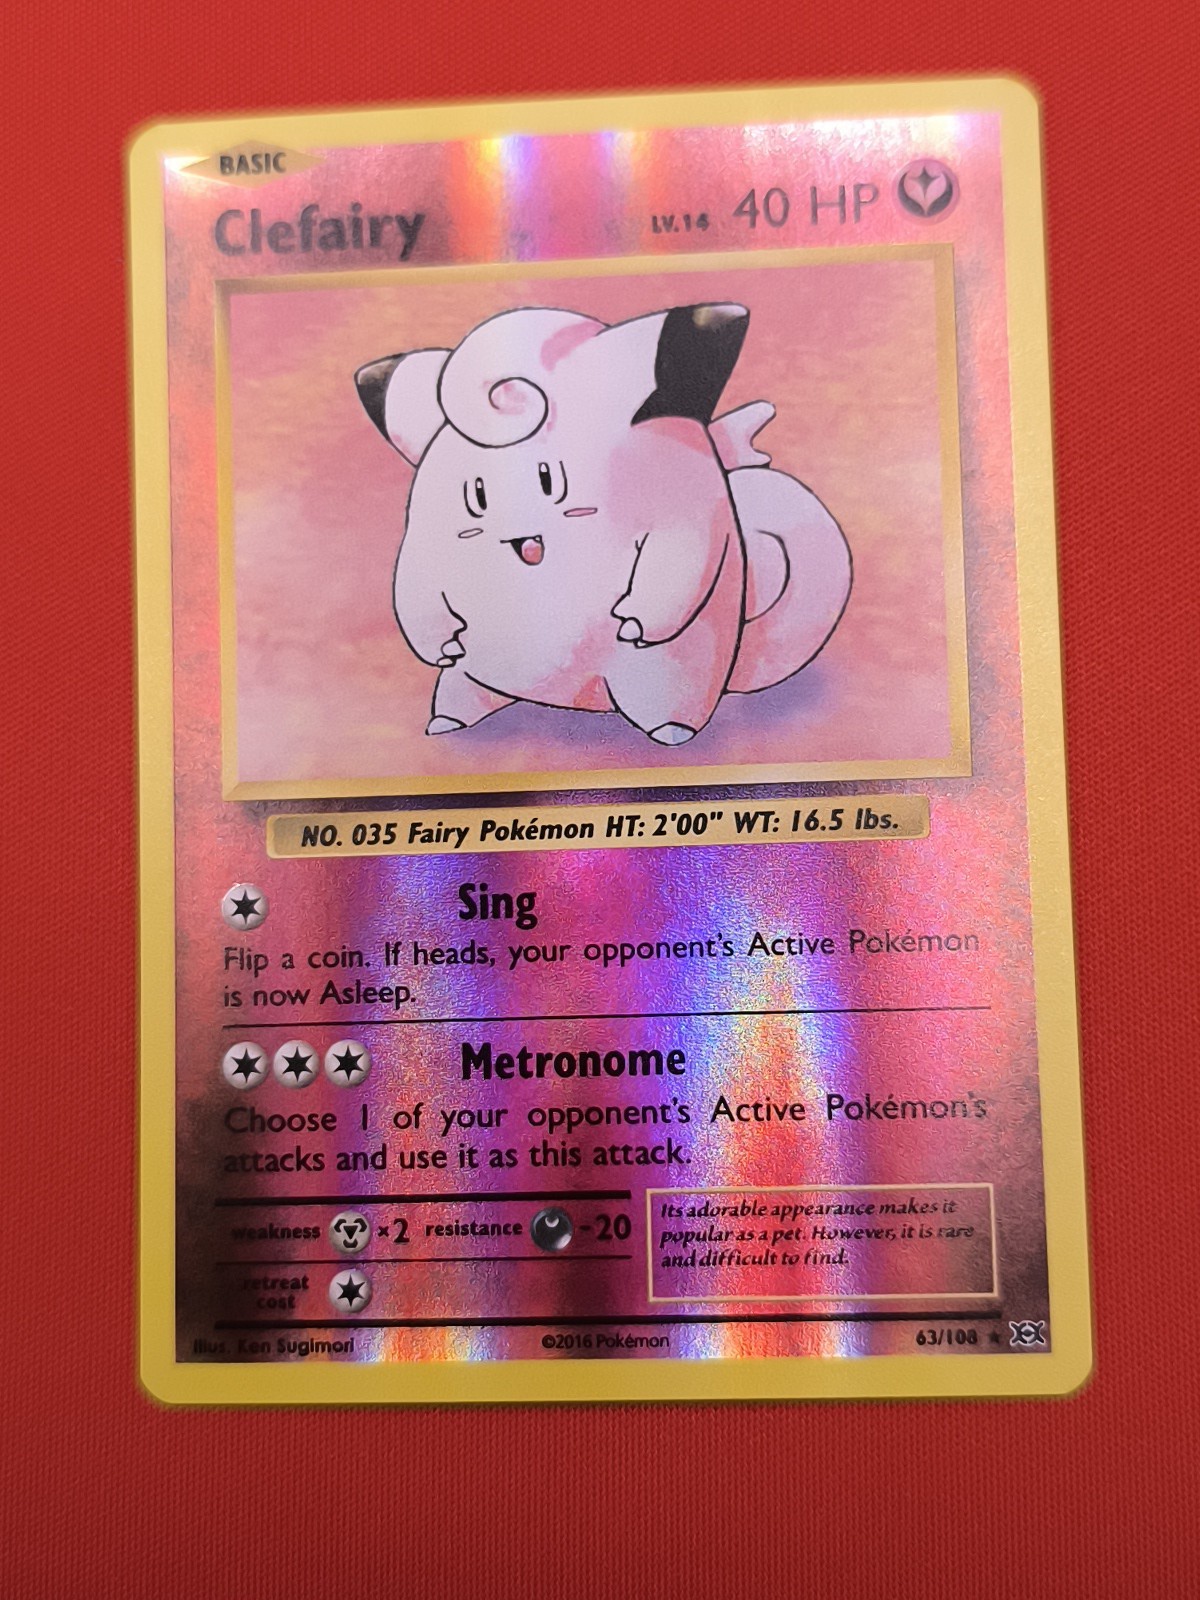 BASIC
Clefairy LV.14 40 HP
NO. 035 Fairy Pokémon HT: 2'00" WT: 16.5 lbs.
Sing
Flip a coin. If heads, your opponent's Active Pokémon
is now Asleep.
Metronome
Choose 1 of your opponent's Active Pokémon's
attacks and use it as this attack.
weakness ×2 resistance -20
retreat
cost
Its adorable appearance makes it
popular as a pet. However, it is rare
and difficult to find.
Illus. Ken Sugimori ©2016 Pokémon 63/108 ★